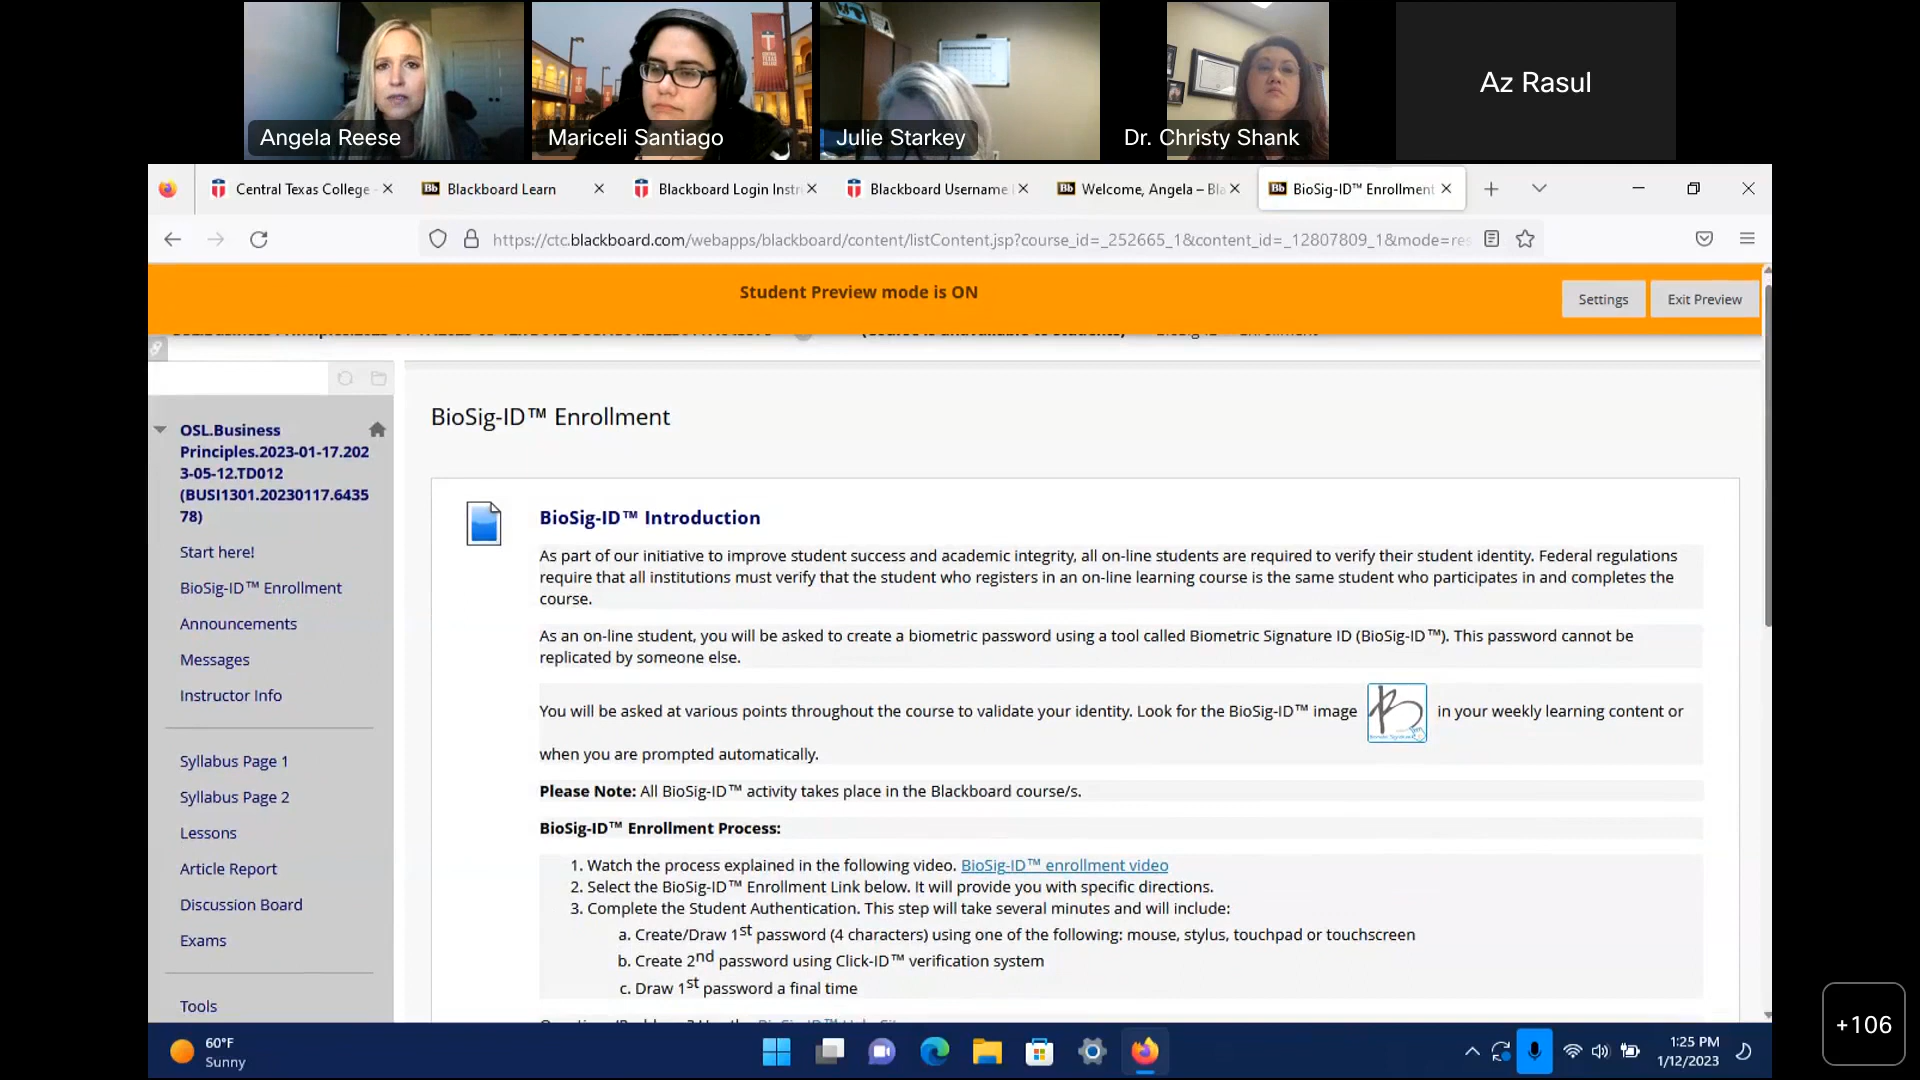 Angela Reese
Mariceli Santiago
Julie Starkey
Dr. Christy Shank
Az Rasul
Central Texas College
Blackboard Learn
Blackboard Login Instru
Blackboard Username
Welcome, Angela – Bla
BioSig-ID™ Enrollment
https://ctc.blackboard.com/webapps/blackboard/content/listContent.jsp?course_id=_252665_1&content_id=_12807809_1&mode=res
Student Preview mode is ON
Settings
Exit Preview
OSL.Business
Principles.2023-01-17.202
3-05-12.TD012
(BUSI1301.20230117.6435
78)
Start here!
BioSig-ID™ Enrollment
Announcements
Messages
Instructor Info
Syllabus Page 1
Syllabus Page 2
Lessons
Article Report
Discussion Board
Exams
Tools
BioSig-ID™ Enrollment
BioSig-ID™ Introduction
As part of our initiative to improve student success and academic integrity, all on-line students are required to verify their student identity. Federal regulations
require that all institutions must verify that the student who registers in an on-line learning course is the same student who participates in and completes the
course.
As an on-line student, you will be asked to create a biometric password using a tool called Biometric Signature ID (BioSig-ID™). This password cannot be
replicated by someone else.
You will be asked at various points throughout the course to validate your identity. Look for the BioSig-ID™ image in your weekly learning content or
when you are prompted automatically.
Please Note: All BioSig-ID™ activity takes place in the Blackboard course/s.
BioSig-ID™ Enrollment Process:
1. Watch the process explained in the following video. BioSig-ID™ enrollment video
2. Select the BioSig-ID™ Enrollment Link below. It will provide you with specific directions.
3. Complete the Student Authentication. This step will take several minutes and will include:
a. Create/Draw 1st password (4 characters) using one of the following: mouse, stylus, touchpad or touchscreen
b. Create 2nd password using Click-ID™ verification system
c. Draw 1st password a final time
60°F
Sunny
1:25 PM
1/12/2023
+106